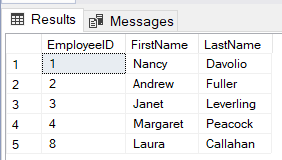 Results Messages
EmployeeID FirstName LastName
1 1 Nancy Davolio
2 2 Andrew Fuller
3 3 Janet Leverling
4 4 Margaret Peacock
5 8 Laura Callahan